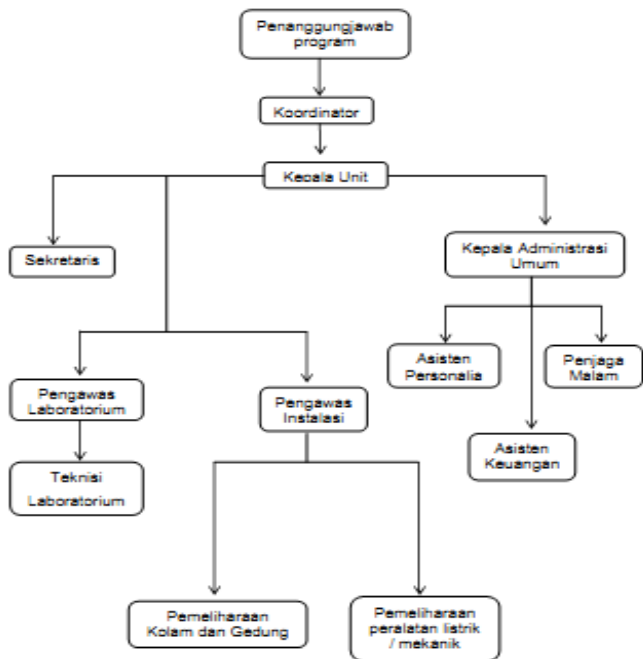 Penanggungjawab
program
Koordinator
Kepala Unit
Sekretaris
Kepala Administrasi
Umum
Asisten
Personalia
Penjaga
Malam
Pengawas
Laboratorium
Pengawas
Instalasi
Asisten
Keuangan
Teknisi
Laboratorium
Pemeliharaan
Kolam dan Gedung
Pemeliharaan
peralatan listrik
/ mekanik